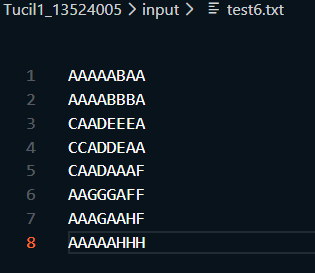 Tucil1_13524005 > input > test6.txt
1 AAAAABAA
2 AAAABBBA
3 CAADEEEA
4 CCADDEAA
5 CAADAAAF
6 AAGGGAFF
7 AAAGAAHF
8 AAAAAHHH